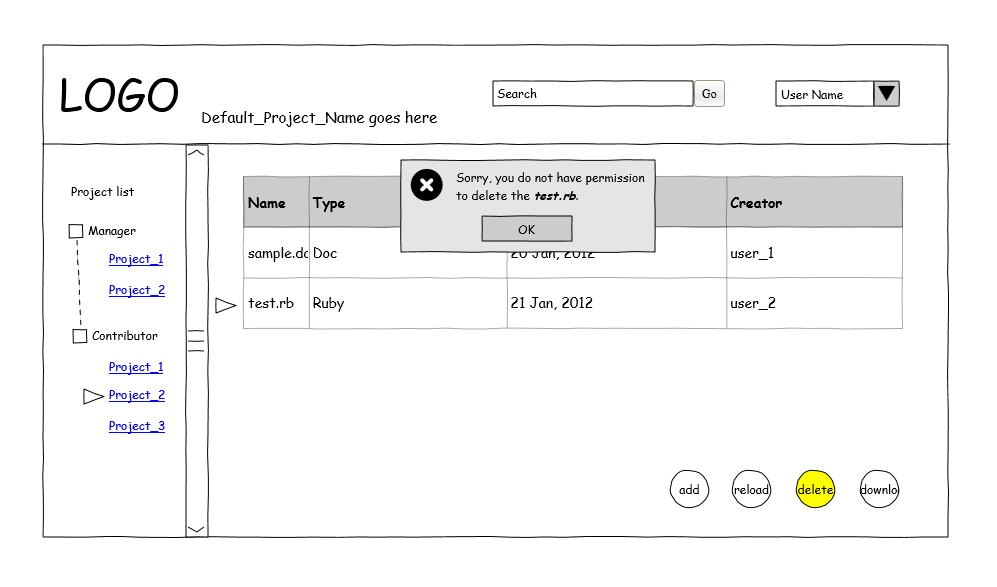 LOGO
Default_Project_Name goes here
Search
Go
User Name
Project list
Manager
Project_1
Project_2
Contributor
Project_1
Project_2
Project_3
Sorry, you do not have permission
to delete the test.rb.
OK
Name Type Creator
sample.do Doc 20 Jan, 2012 user_1
test.rb Ruby 21 Jan, 2012 user_2
add reload delete downlo